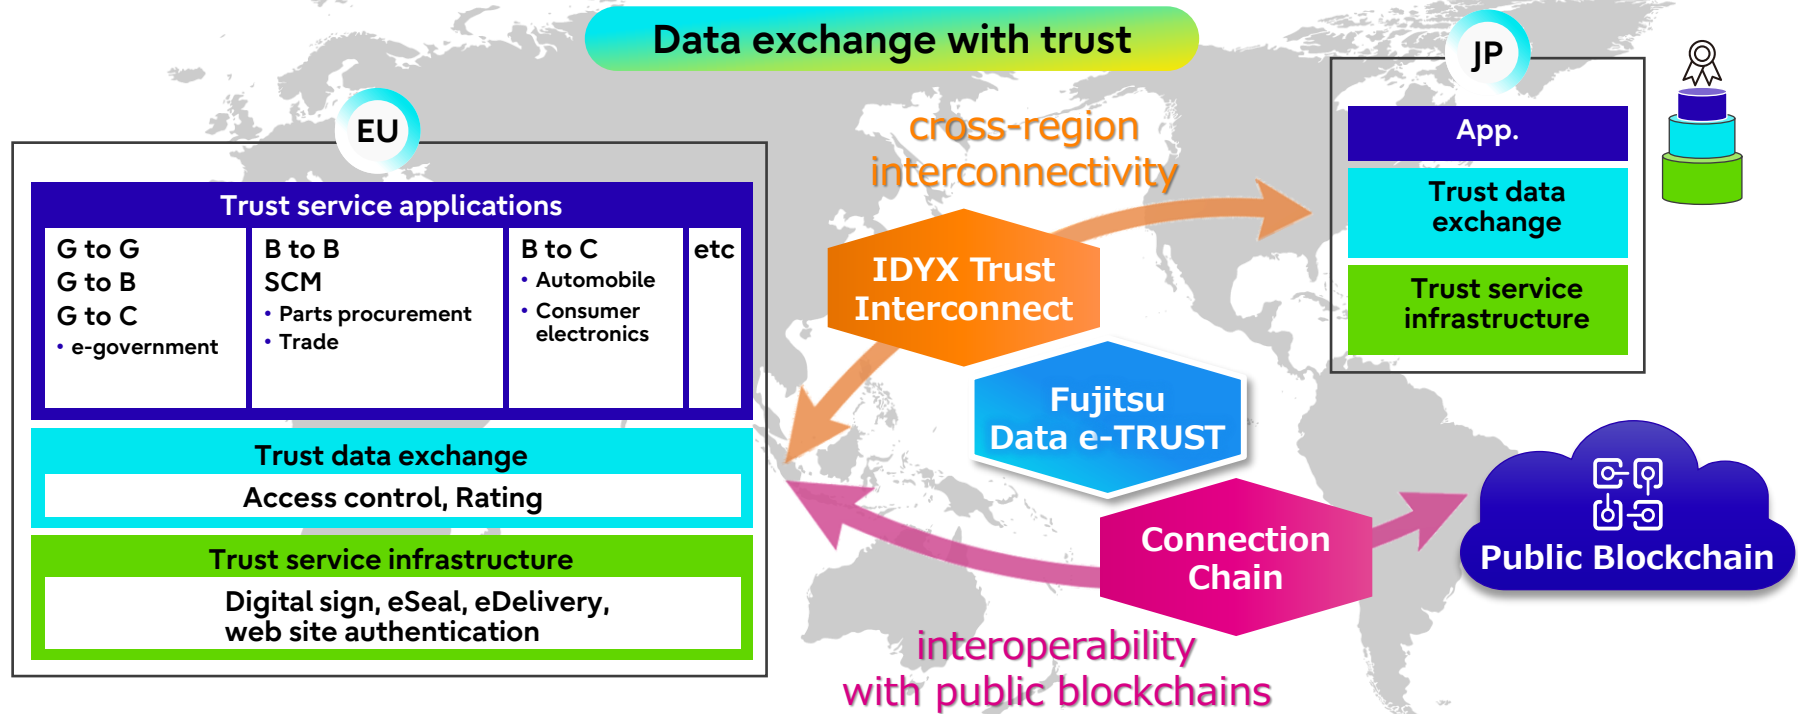 Data exchange with trust
EU
Trust service applications
G to G
G to B
G to C
• e-government
B to B
SCM
• Parts procurement
• Trade
B to C
• Automobile
• Consumer
electronics
etc
Trust data exchange
Access control, Rating
Trust service infrastructure
Digital sign, eSeal, eDelivery,
web site authentication
cross-region
interconnectivity
IDYX Trust
Interconnect
Fujitsu
Data e-TRUST
Connection
Chain
interoperability
with public blockchains
JP
App.
Trust data
exchange
Trust service
infrastructure
Public Blockchain